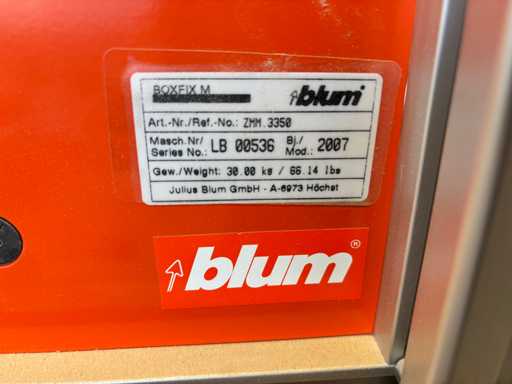 BOXFIX M
blum
Art.-Nr./Ref.-No.: ZMM.3350
Masch.Nr/ Series No.: LB 00536 Bj./ Mod.: 2007
Gew./Weight: 30.00 kg / 66.14 lbs
Julius Blum GmbH - A-6973 Höchst
blum®